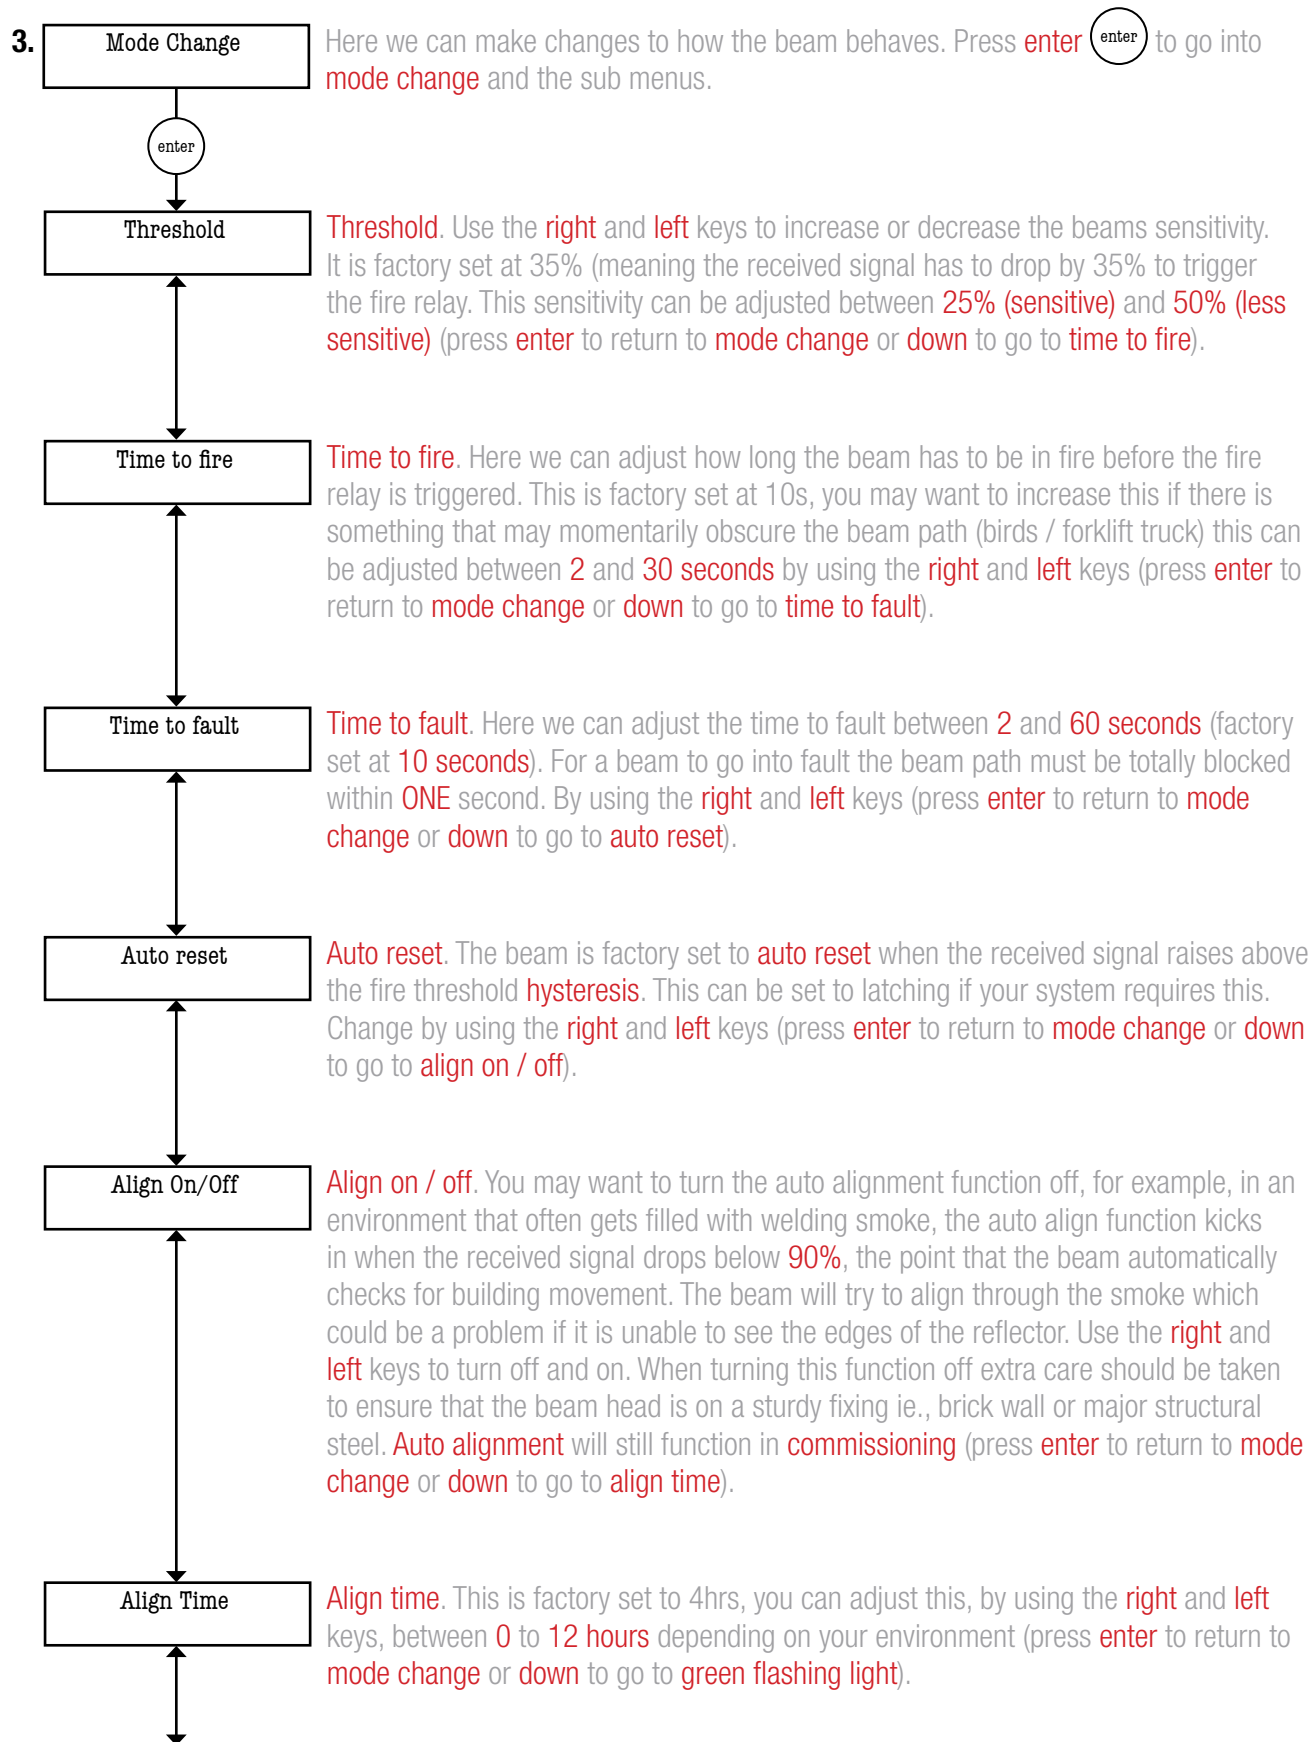 3.
Mode Change
Here we can make changes to how the beam behaves. Press enter enter to go into
mode change and the sub menus.
enter
Threshold
Threshold. Use the right and left keys to increase or decrease the beams sensitivity.
It is factory set at 35% (meaning the received signal has to drop by 35% to trigger
the fire relay. This sensitivity can be adjusted between 25% (sensitive) and 50% (less
sensitive) (press enter to return to mode change or down to go to time to fire).
Time to fire
Time to fire. Here we can adjust how long the beam has to be in fire before the fire
relay is triggered. This is factory set at 10s, you may want to increase this if there is
something that may momentarily obscure the beam path (birds / forklift truck) this can
be adjusted between 2 and 30 seconds by using the right and left keys (press enter to
return to mode change or down to go to time to fault).
Time to fault
Time to fault. Here we can adjust the time to fault between 2 and 60 seconds (factory
set at 10 seconds). For a beam to go into fault the beam path must be totally blocked
within ONE second. By using the right and left keys (press enter to return to mode
change or down to go to auto reset).
Auto reset
Auto reset. The beam is factory set to auto reset when the received signal raises above
the fire threshold hysteresis. This can be set to latching if your system requires this.
Change by using the right and left keys (press enter to return to mode change or down
to go to align on / off).
Align On/Off
Align on / off. You may want to turn the auto alignment function off, for example, in an
environment that often gets filled with welding smoke, the auto align function kicks
in when the received signal drops below 90%, the point that the beam automatically
checks for building movement. The beam will try to align through the smoke which
could be a problem if it is unable to see the edges of the reflector. Use the right and
left keys to turn off and on. When turning this function off extra care should be taken
to ensure that the beam head is on a sturdy fixing ie., brick wall or major structural
steel. Auto alignment will still function in commissioning (press enter to return to mode
change or down to go to align time).
Align Time
Align time. This is factory set to 4hrs, you can adjust this, by using the right and left
keys, between 0 to 12 hours depending on your environment (press enter to return to
mode change or down to go to green flashing light).